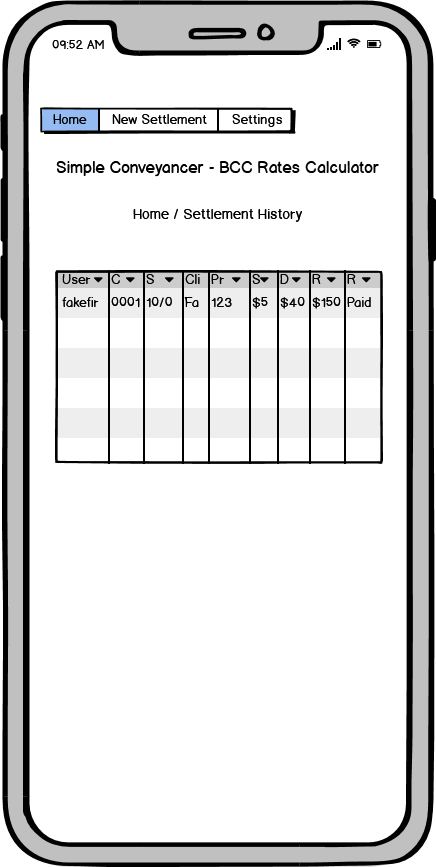 09:52 AM
Home New Settlement Settings
Simple Conveyancer - BCC Rates Calculator
Home / Settlement History
User C S Cli Pr S D R R
fakefir 0001 10/0 Fa 123 $5 $40 $150 Paid